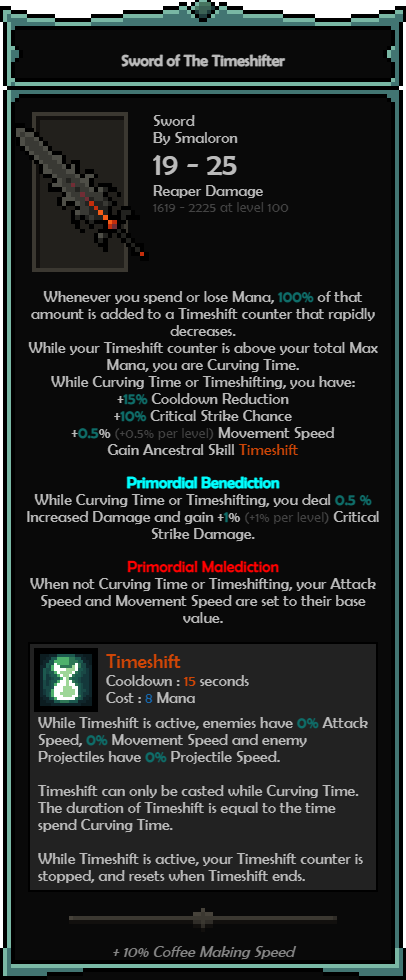 Sword of The Timeshifter
Sword
By Smaloron
19 - 25
Reaper Damage
1619 - 2225 at level 100
Whenever you spend or lose Mana, 100% of that
amount is added to a Timeshift counter that rapidly
decreases.
While your Timeshift counter is above your total Max
Mana, you are Curving Time.
While Curving Time or Timeshifting, you have:
+15% Cooldown Reduction
+10% Critical Strike Chance
+0.5% (+0.5% per level) Movement Speed
Gain Ancestral Skill Timeshift
Primordial Benediction
While Curving Time or Timeshifting, you deal 0.5 %
Increased Damage and gain +1% (+1% per level) Critical
Strike Damage.
Primordial Malediction
When not Curving Time or Timeshifting, your Attack
Speed and Movement Speed are set to their base
value.
Timeshift
Cooldown : 15 seconds
Cost : 8 Mana
While Timeshift is active, enemies have 0% Attack
Speed, 0% Movement Speed and enemy
Projectiles have 0% Projectile Speed.
Timeshift can only be casted while Curving Time.
The duration of Timeshift is equal to the time
spend Curving Time.
While Timeshift is active, your Timeshift counter is
stopped, and resets when Timeshift ends.
+ 10% Coffee Making Speed